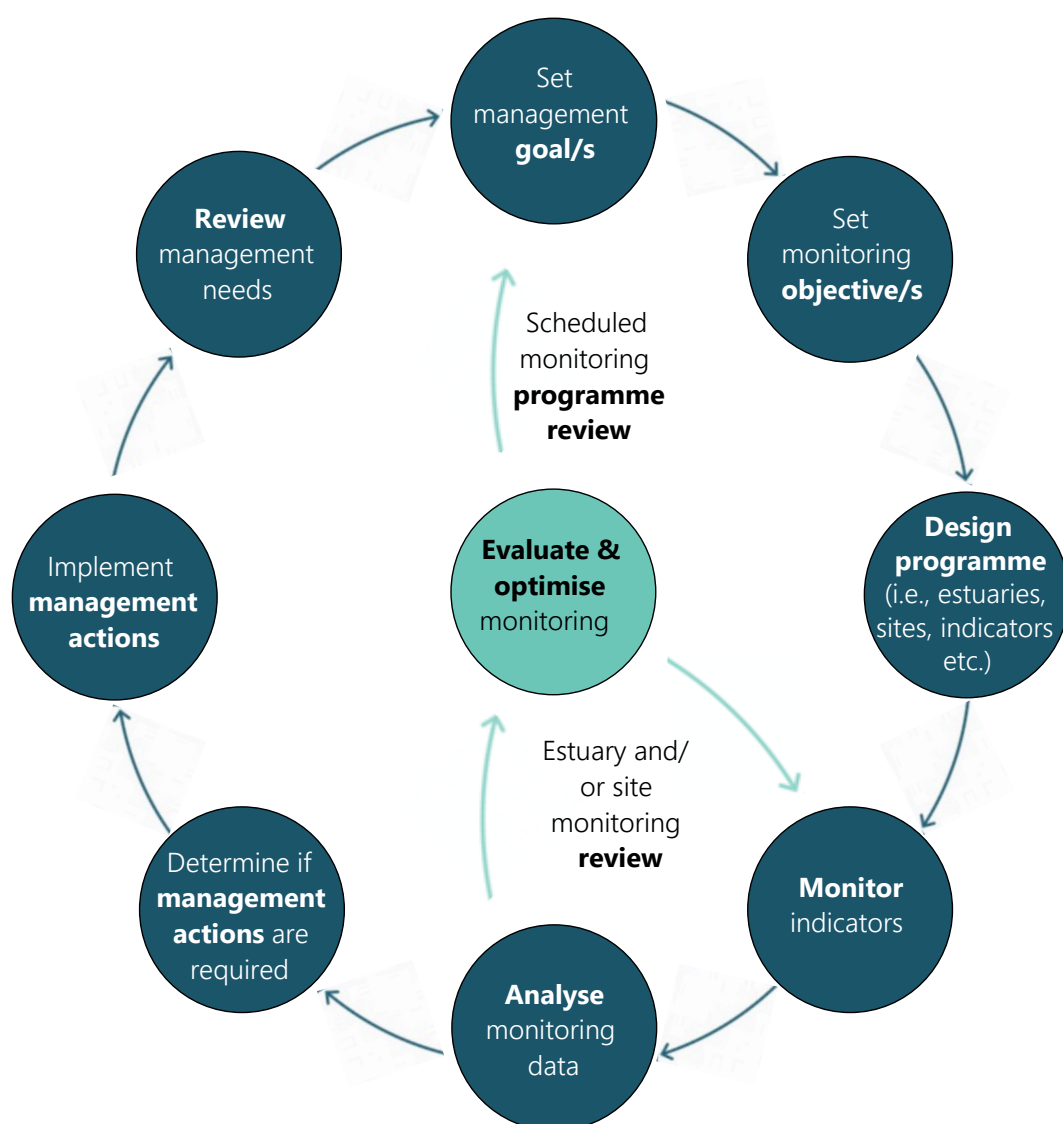 Set
management
goal/s
Set
monitoring
objective/s
Design
programme
(i.e., estuaries,
sites, indicators
etc.)
Monitor
indicators
Analyse
monitoring
data
Determine if
management
actions are
required
Implement
management
actions
Review
management
needs
Scheduled
monitoring
programme
review
Evaluate &
optimise
monitoring
Estuary and/
or site
monitoring
review